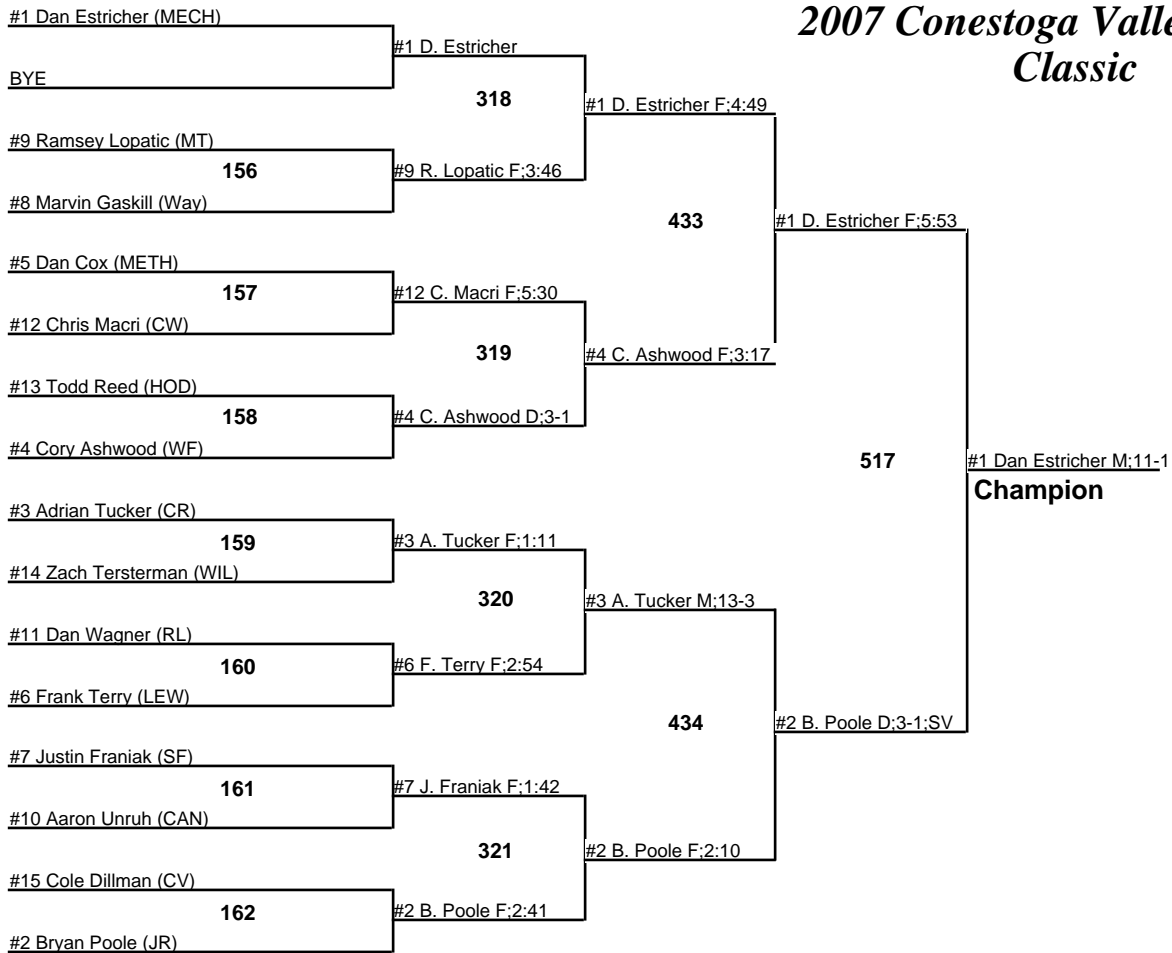 2007 Conestoga Valle
Classic
#1 Dan Estricher (MECH)
BYE
#9 Ramsey Lopatic (MT)
156
#8 Marvin Gaskill (Way)
#5 Dan Cox (METH)
157
#12 Chris Macri (CW)
#13 Todd Reed (HOD)
158
#4 Cory Ashwood (WF)
#3 Adrian Tucker (CR)
159
#14 Zach Tersterman (WIL)
#11 Dan Wagner (RL)
160
#6 Frank Terry (LEW)
#7 Justin Franiak (SF)
161
#10 Aaron Unruh (CAN)
#15 Cole Dillman (CV)
162
#2 Bryan Poole (JR)
#1 D. Estricher
318
#9 R. Lopatic F;3:46
#12 C. Macri F;5:30
319
#4 C. Ashwood D;3-1
#3 A. Tucker F;1:11
320
#6 F. Terry F;2:54
#7 J. Franiak F;1:42
321
#2 B. Poole F;2:41
#1 D. Estricher F;4:49
433
#4 C. Ashwood F;3:17
#3 A. Tucker M;13-3
434
#2 B. Poole F;2:10
#1 D. Estricher F;5:53
517
#2 B. Poole D;3-1;SV
#1 Dan Estricher M;11-1
Champion